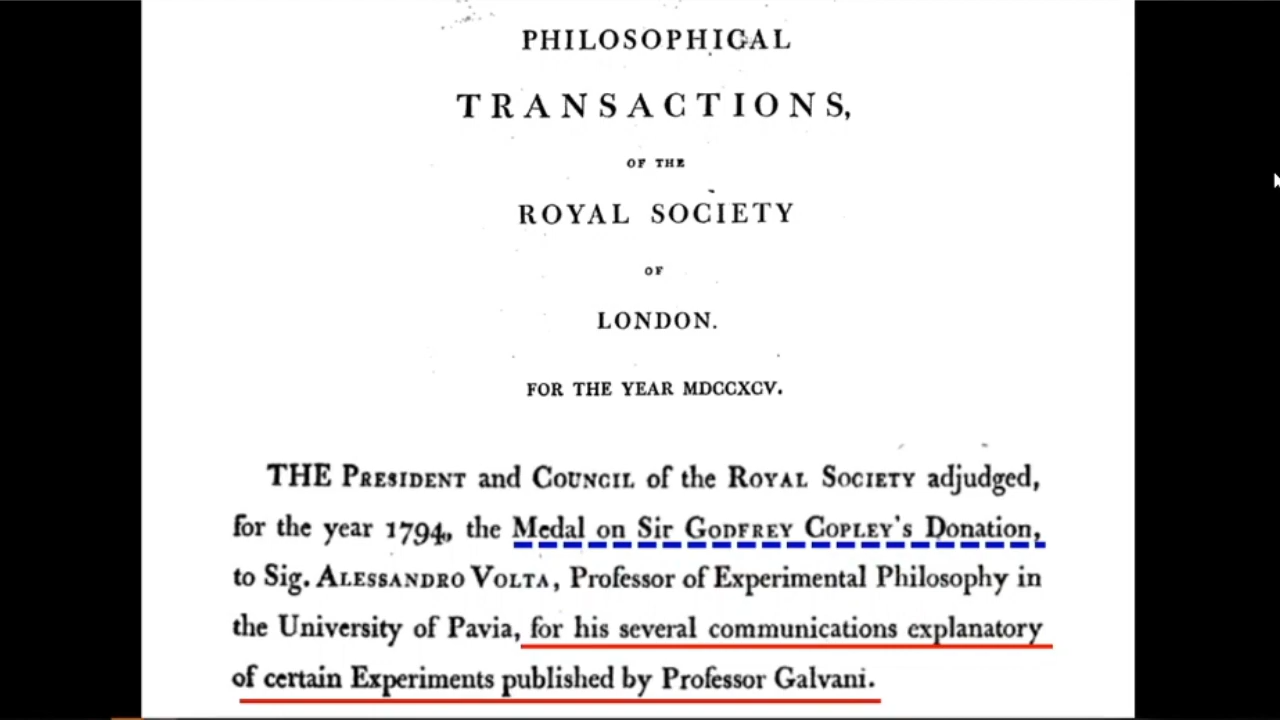 PHILOSOPHICAL
TRANSACTIONS,
OF THE
ROYAL SOCIETY
OF
LONDON.
FOR THE YEAR MDCCXCV.
THE PRESIDENT and COUNCIL of the ROYAL SOCIETY adjudged,
for the year 1794, the Medal on Sir GODFREY COPLEY's Donation,
to Sig. ALESSANDRO VOLTA, Professor of Experimental Philosophy in
the University of Pavia, for his several communications explanatory
of certain Experiments published by Professor Galvani.